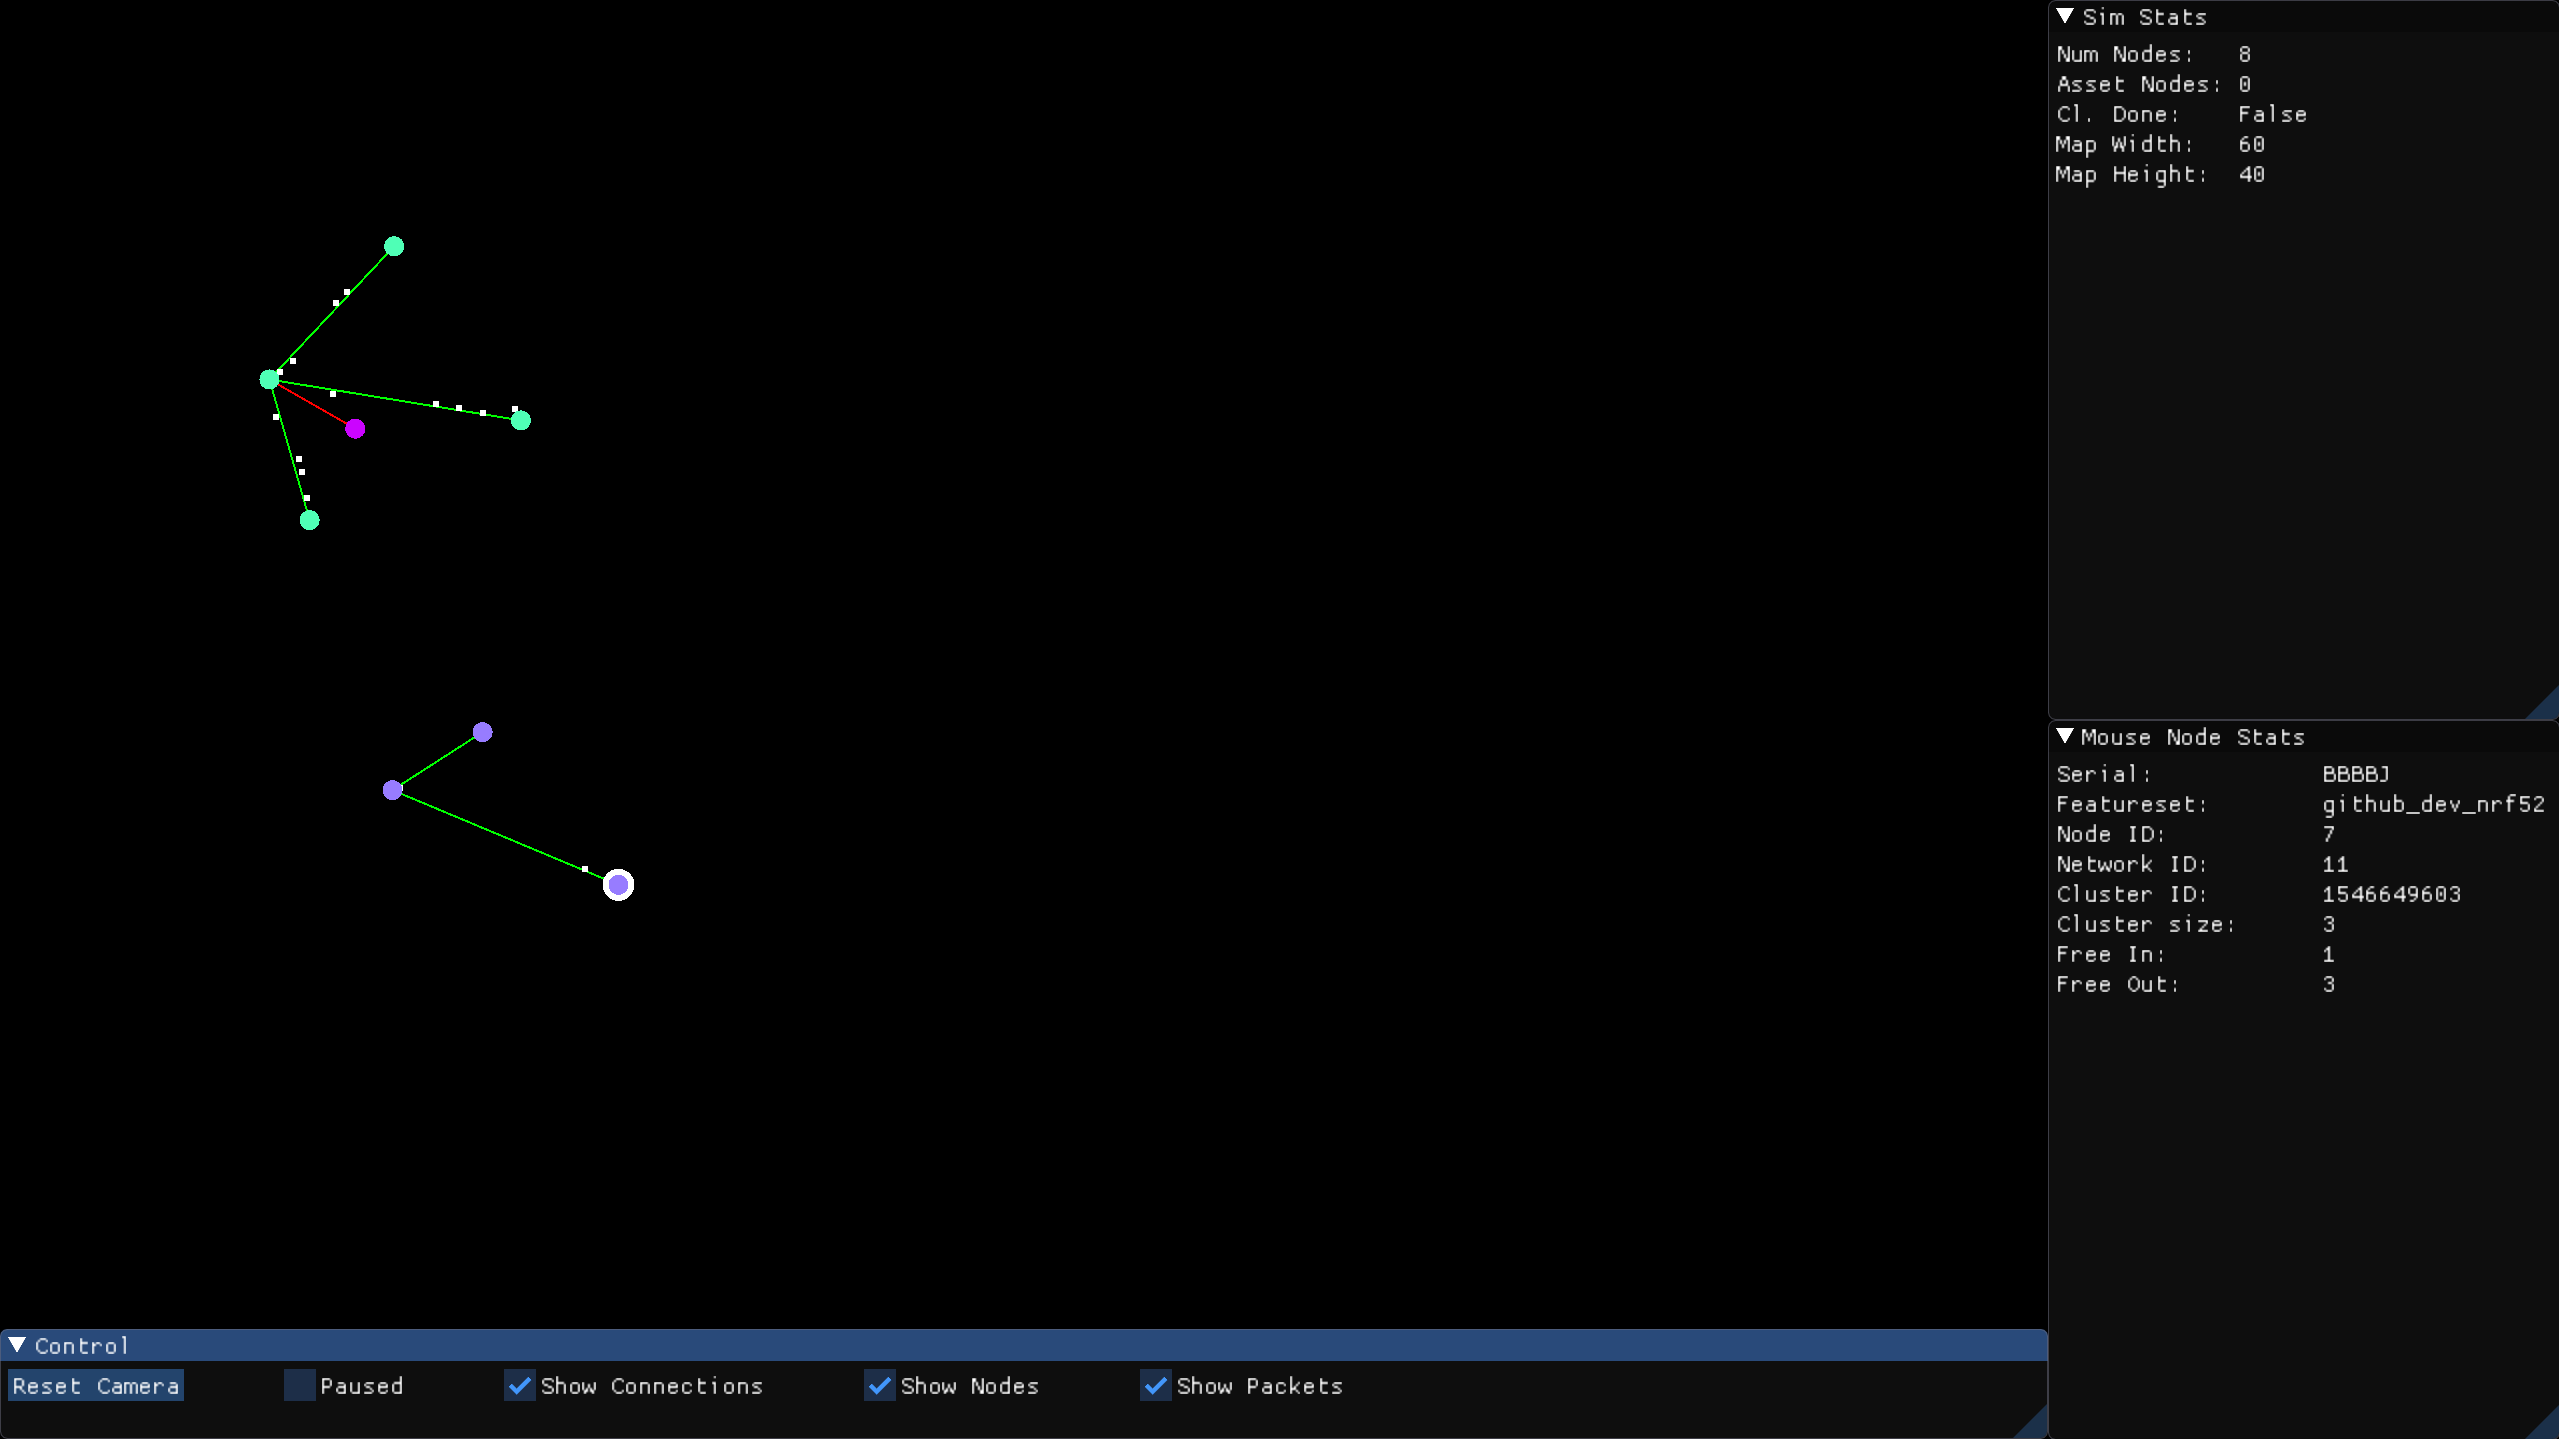 Sim Stats
Num Nodes: 8
Asset Nodes: 0
Cl. Done: False
Map Width: 60
Map Height: 40
Mouse Node Stats
Serial: BBBBJ
Featureset: github_dev_nrf52
Node ID: 7
Network ID: 11
Cluster ID: 1546649603
Cluster size: 3
Free In: 1
Free Out: 3
Control
Reset Camera Paused Show Connections Show Nodes Show Packets